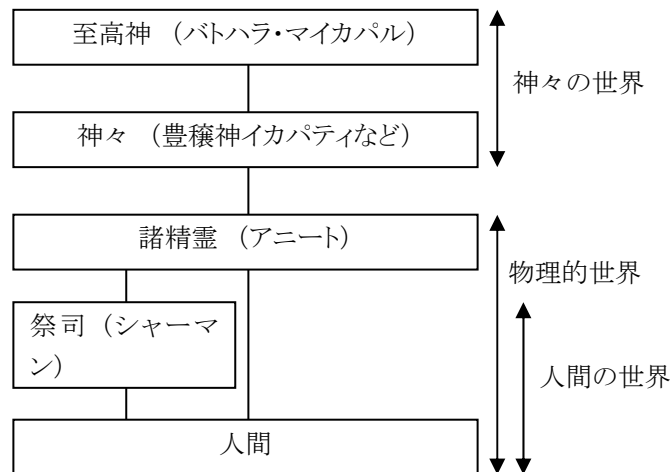 至高神 (バトハラ・マイカパル)
神々の世界
神々 (豊穣神イカパティなど)
諸精霊 (アニート)
物理的世界
祭司 (シャーマ
ン)
人間の世界
人間